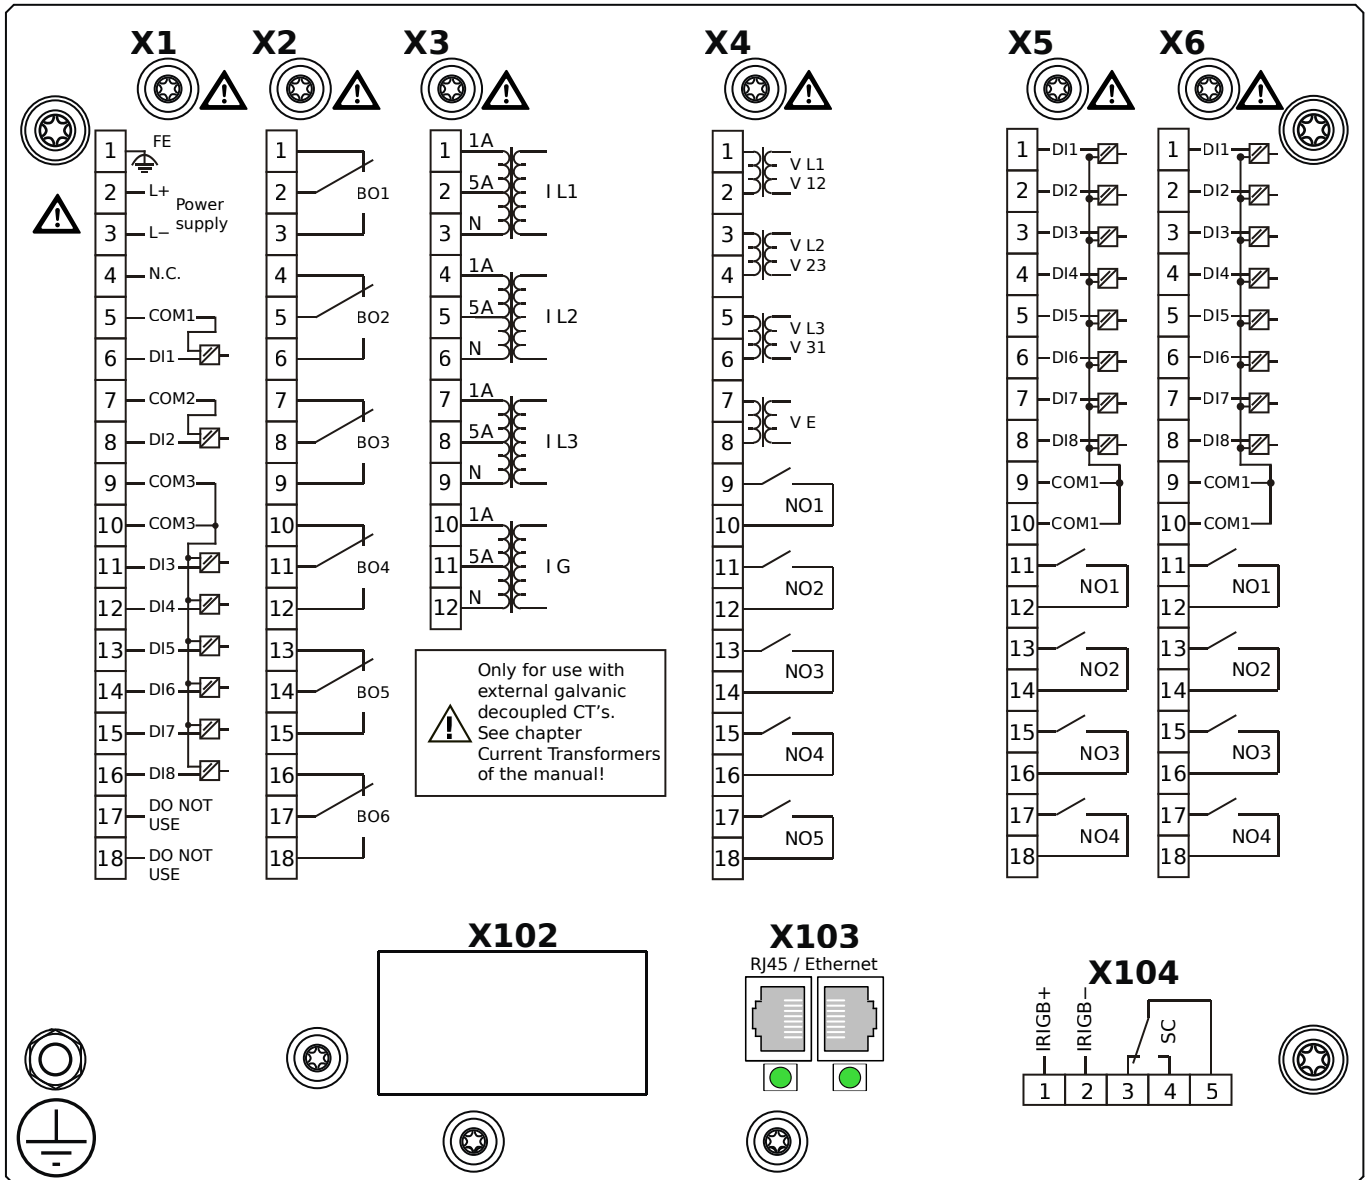 X1
1 FE
2 L+
Power
supply
3 L−
4 N.C.
5 COM1
6 DI1
7 COM2
8 DI2
9 COM3
10 COM3
11 DI3
12 DI4
13 DI5
14 DI6
15 DI7
16 DI8
17 DO NOT
USE
18 DO NOT
USE
X2
1
2 BO1
3
4
5 BO2
6
7
8 BO3
9
10
11 BO4
12
13
14 BO5
15
16
17 BO6
18
X3
1 1A
2 5A I L1
3 N
4 1A
5 5A I L2
6 N
7 1A
8 5A I L3
9 N
10 1A
11 5A I G
12 N
Only for use with
external galvanic
decoupled CT's.
See chapter
Current Transformers
of the manual!
X4
1 V L1
2 V 12
3 V L2
4 V 23
5 V L3
6 V 31
7
V E
8
9
NO1
10
11
NO2
12
13
NO3
14
15
NO4
16
17
NO5
18
X5
1 DI1
2 DI2
3 DI3
4 DI4
5 DI5
6 DI6
7 DI7
8 DI8
9 COM1
10 COM1
11
NO1
12
13
NO2
14
15
NO3
16
17
NO4
18
X6
1 DI1
2 DI2
3 DI3
4 DI4
5 DI5
6 DI6
7 DI7
8 DI8
9 COM1
10 COM1
11
NO1
12
13
NO2
14
15
NO3
16
17
NO4
18
X102
X103
RJ45 / Ethernet
X104
IRIGB+
IRIGB−
SC
1 2 3 4 5